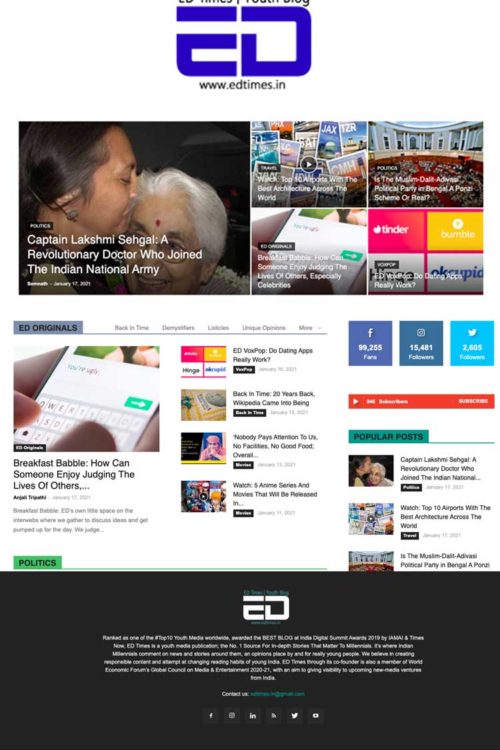 ED Times | Youth Blog
ED
www.edtimes.in
POLITICS
Captain Lakshmi Sehgal: A
Revolutionary Doctor Who Joined
The Indian National Army
Somnath - January 17, 2021
JAX
TRAVEL
Watch: Top 10 Airports With The
Best Architecture Across The
World
POLITICS
Is The Muslim-Dalit-Adivasi
Political Party in Bengal A Ponzi
Scheme Or Real?
ED ORIGINALS
Breakfast Babble: How Can
Someone Enjoy Judging The
Lives Of Others, Especially
Celebrities
tinder
bumble
okcupid
VOXPOP
ED VoxPop: Do Dating Apps
Really Work?
ED ORIGINALS
Back In Time
Demystifiers
Listicles
Unique Opinions
More
You're ugly
ED Originals
Breakfast Babble: How Can
Someone Enjoy Judging The
Lives Of Others,...
Anjali Tripathi - January 17, 2021
Breakfast Babble: ED's own little space on the
interwebs where we gather to discuss ideas and get
pumped up for the day. We judge...
Hinge
okcupid
ED VoxPop: Do Dating Apps
Really Work?
VoxPop January 16, 2021
Back In Time: 20 Years Back,
Wikipedia Came Into Being
Back In Time January 15, 2021
'Nobody Pays Attention To Us,
No Facilities, No Good Food;
Overall...
Movies January 13, 2021
Watch: 5 Anime Series And
Movies That Will Be Released
In...
Movies January 11, 2021
99,255
Fans
15,481
Followers
2,605
Followers
Subscribers
SUBSCRIBE
POPULAR POSTS
Captain Lakshmi Sehgal: A
Revolutionary Doctor Who
Joined The Indian National...
Politics January 17, 2021
Watch: Top 10 Airports With The
Best Architecture Across The
World
Travel January 17, 2021
Is The Muslim-Dalit-Adivasi
Political Party in Bengal A Ponzi
POLITICS
ED Times | Youth Blog
ED
www.edtimes.in
Ranked as one of the #Top10 Youth Media worldwide, awarded the BEST BLOG at India Digital Summit Awards 2019 by IAMAI & Times
Now, ED Times is a youth media publication; the No. 1 Source For In-depth Stories That Matter To Millennials. It's where Indian
Millennials comment on news and stories around them, an opinions place by and for really young people. We believe in creating
responsible content and attempt at changing reading habits of young India. ED Times through its co-founder is also a member of World
Economic Forum's Global Council on Media & Entertainment 2020-21, with an aim to giving visibility to upcoming new-media ventures
from India.
Contact us: edtimes.in@gmail.com